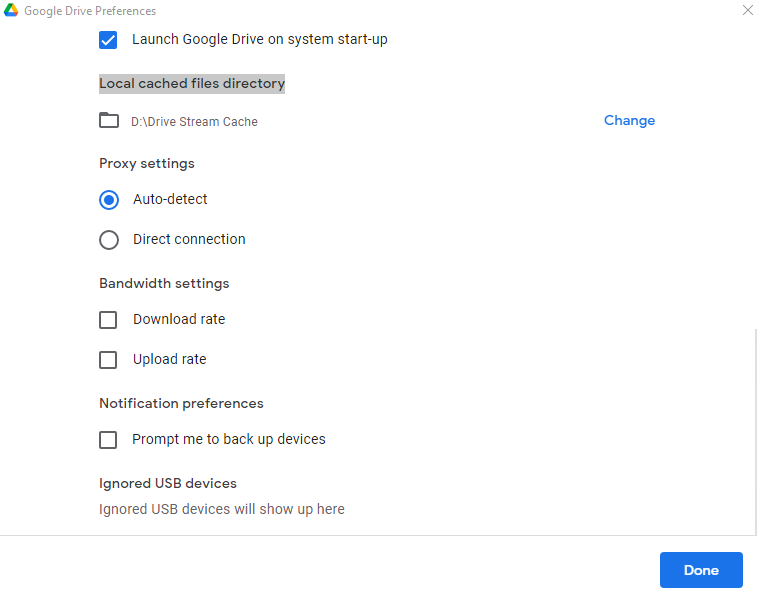 Google Drive Preferences
Launch Google Drive on system start-up
Local cached files directory
D:\Drive Stream Cache
Change
Proxy settings
Auto-detect
Direct connection
Bandwidth settings
Download rate
Upload rate
Notification preferences
Prompt me to back up devices
Ignored USB devices
Ignored USB devices will show up here
Done